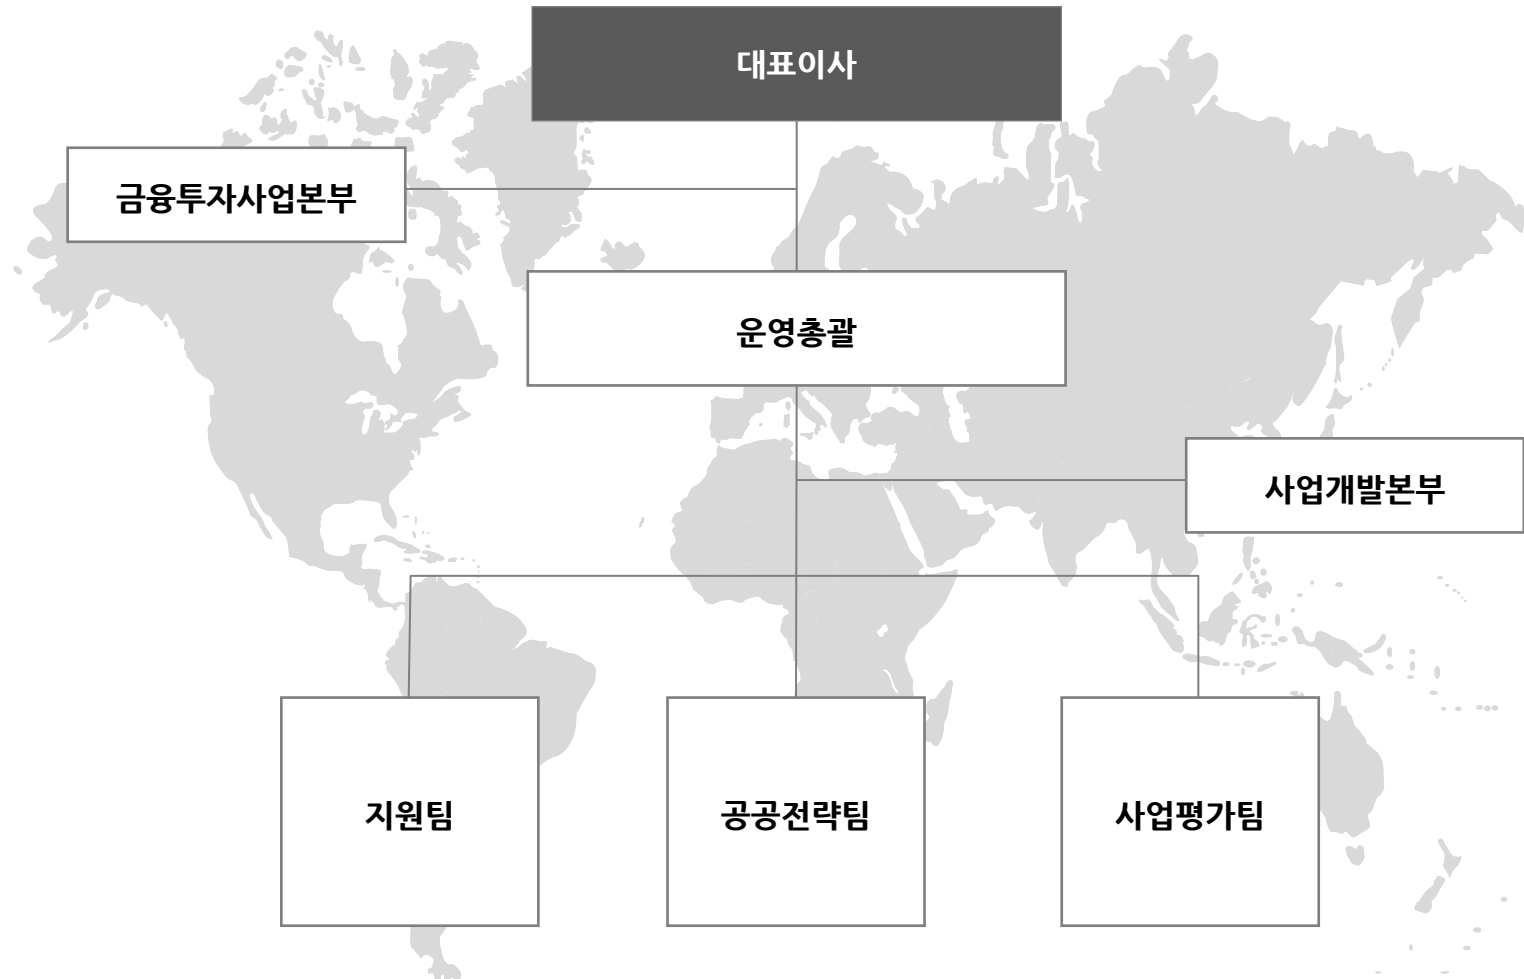 대표이사
금융투자사업본부
운영총괄
사업개발본부
지원팀
공공전략팀
사업평가팀